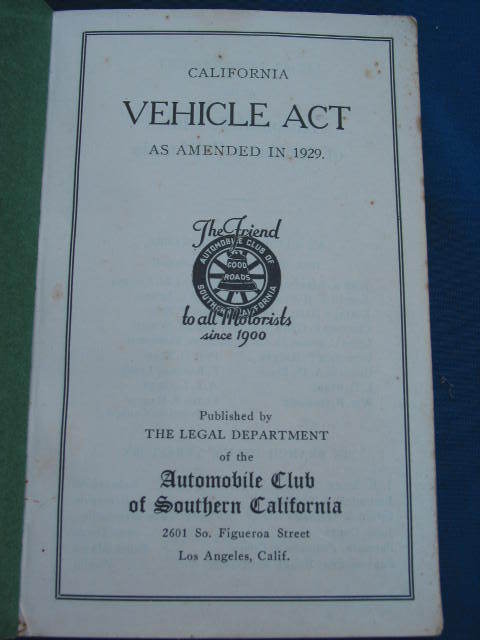 CALIFORNIA
VEHICLE ACT
AS AMENDED IN 1929.
The Friend
AUTOMOBILE CLUB OF
GOOD
ROADS
SOUTHERN CALIFORNIA
to all Motorists
since 1900
Published by
THE LEGAL DEPARTMENT
of the
Automobile Club
of Southern California
2601 So. Figueroa Street
Los Angeles, Calif.